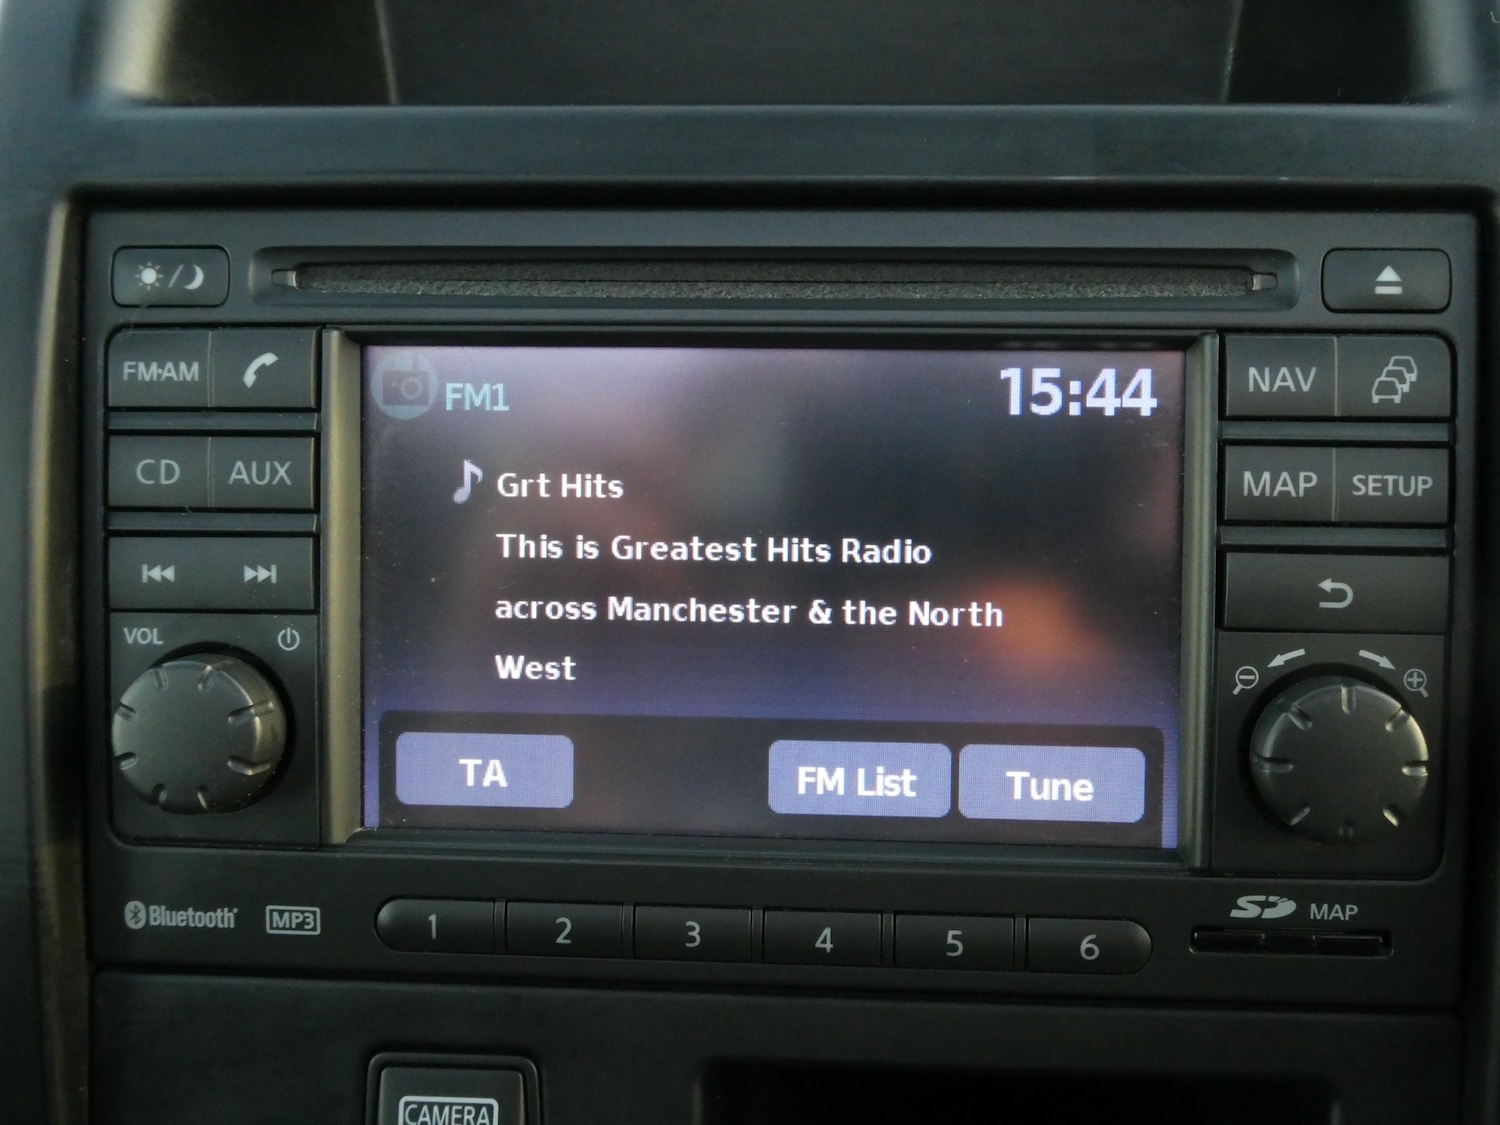 FM·AM
CD
AUX
VOL
FM1
15:44
Grt Hits
This is Greatest Hits Radio
across Manchester & the North
West
TA
FM List
Tune
NAV
MAP
SETUP
Bluetooth
MP3
1
2
3
4
5
6
SD
MAP
CAMERA